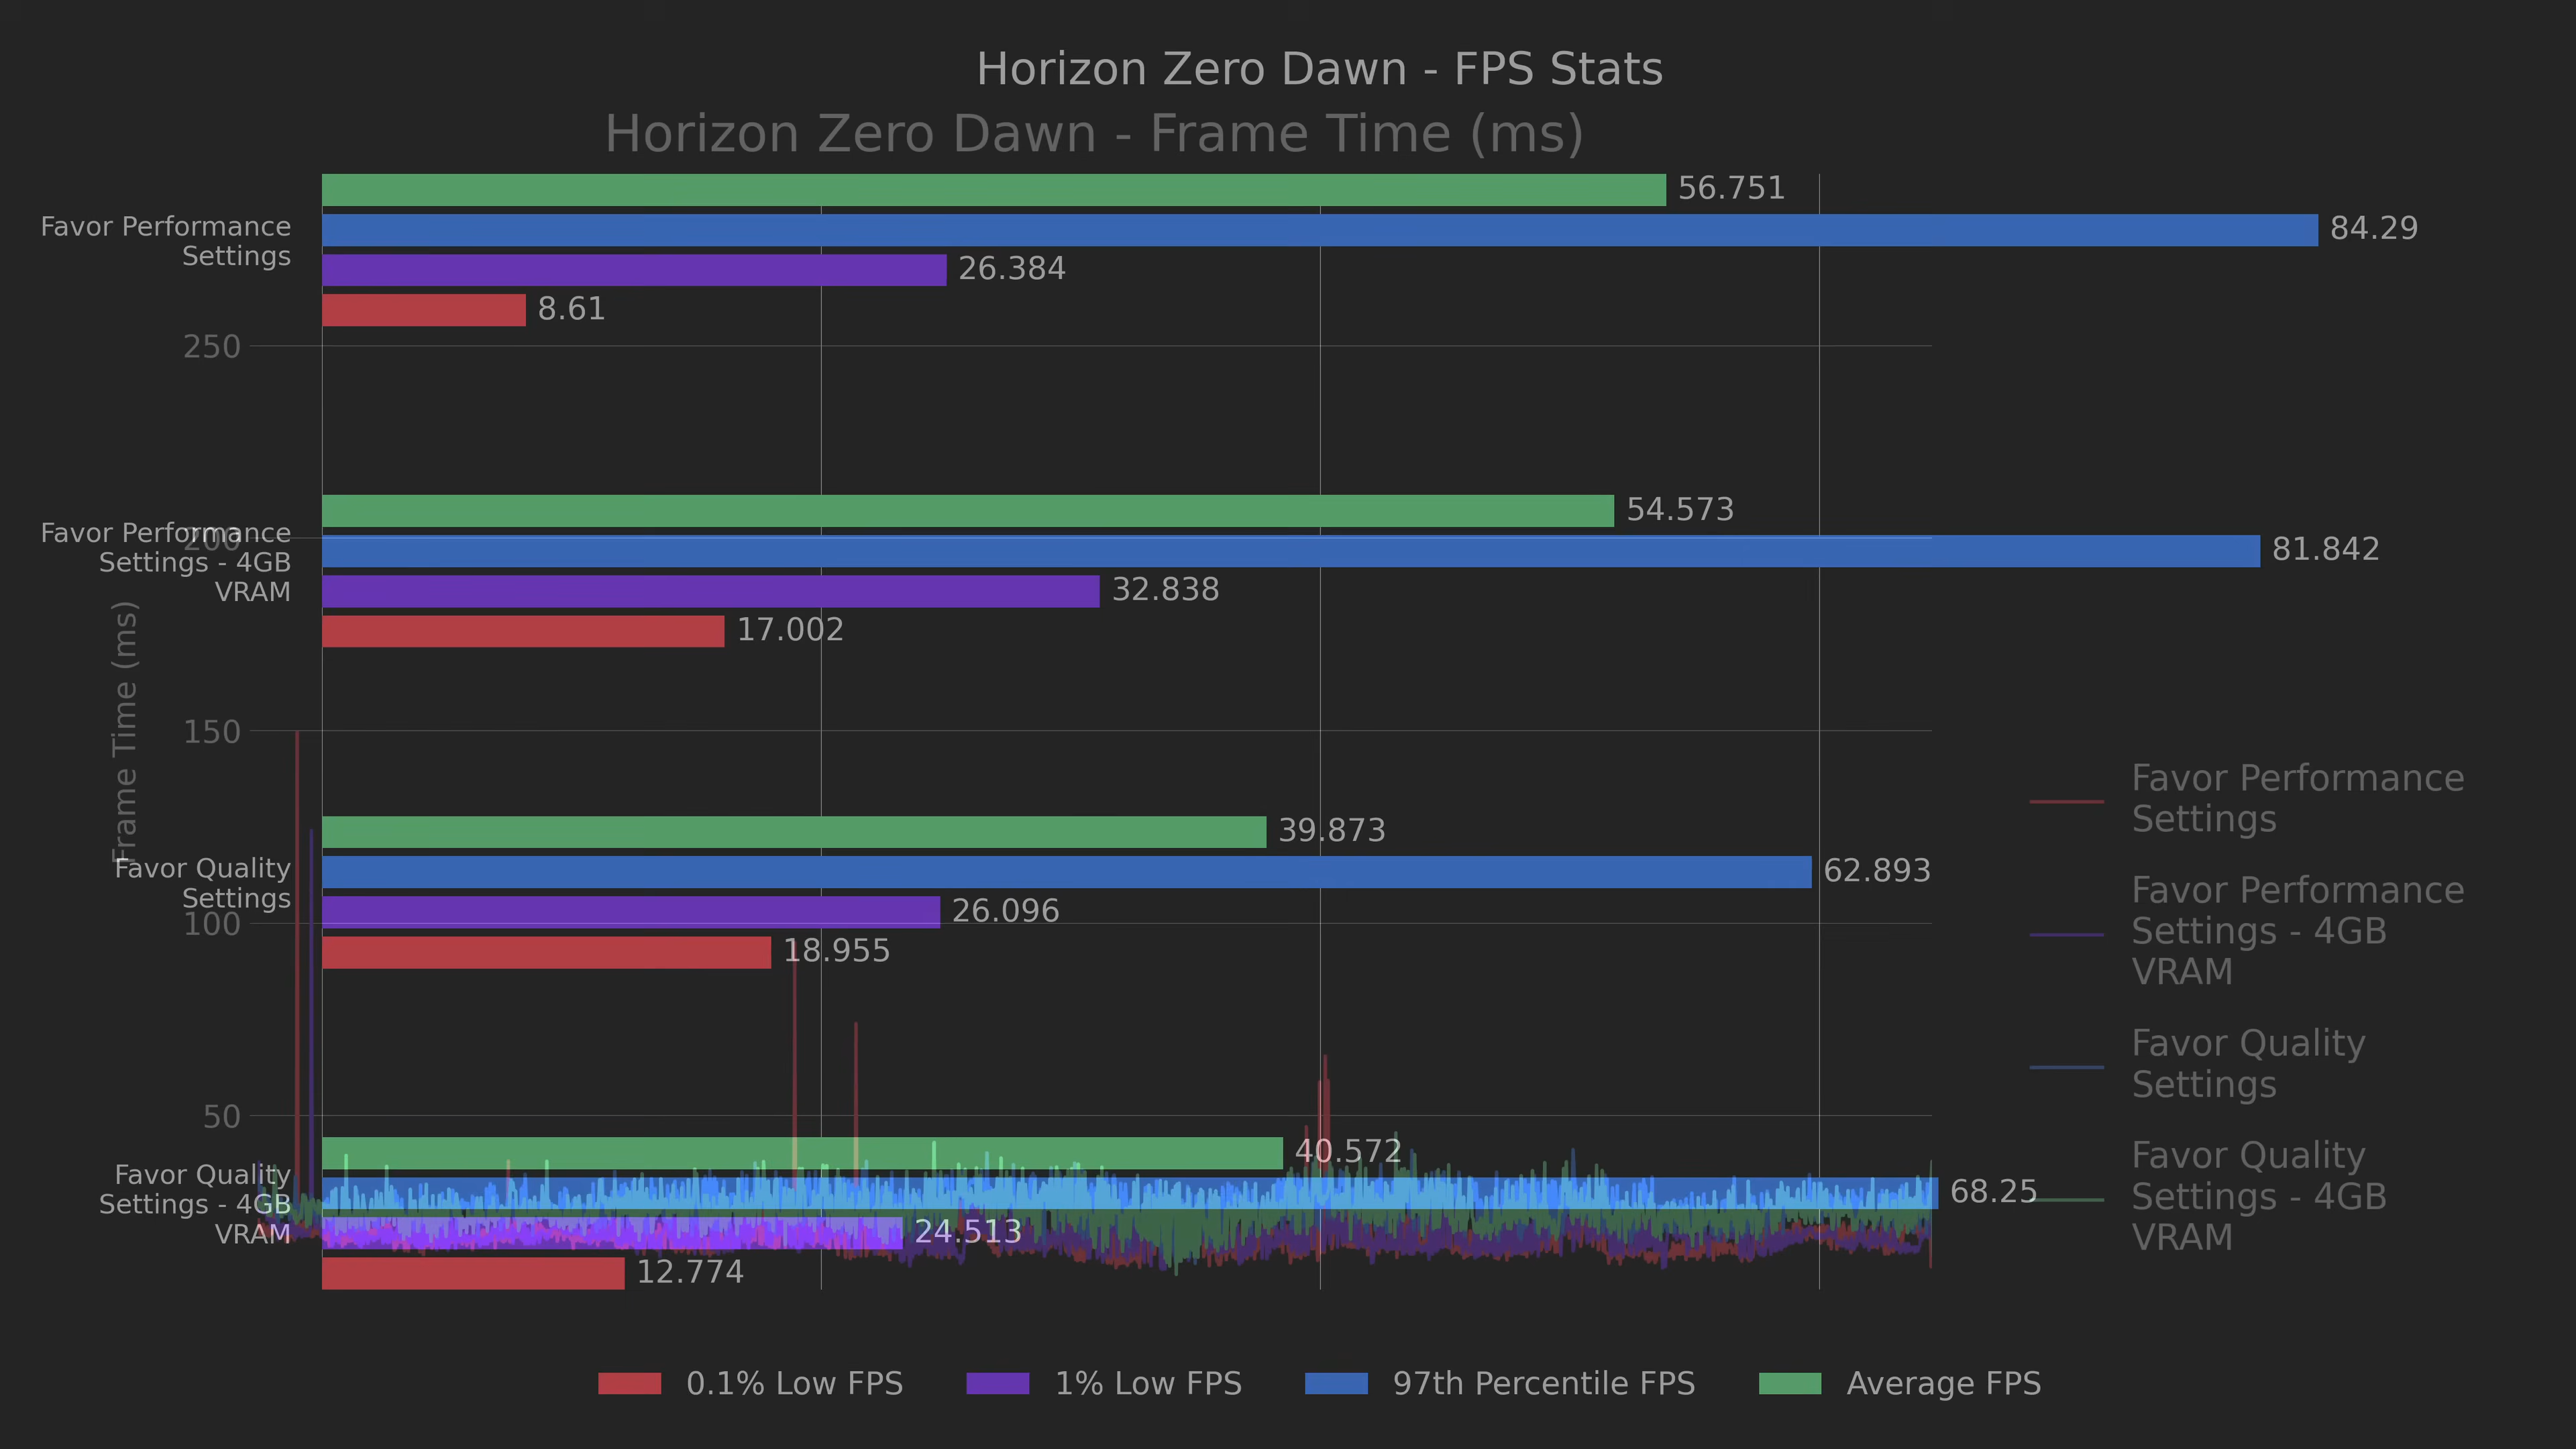 Horizon Zero Dawn - FPS Stats
Horizon Zero Dawn - Frame Time (ms)
56.751
Favor Performance
Settings
84.29
26.384
8.61
250
54.573
Favor Performance
200
Settings - 4GB
VRAM
81.842
32.838
17.002
Frame Time (ms)
150
39.873
Favor Quality
Settings
62.893
100
26.096
18.955
50
40.572
Favor Quality
Settings - 4GB
VRAM
68.25
24.513
12.774
Favor Performance
Settings
Favor Performance
Settings - 4GB
VRAM
Favor Quality
Settings
Favor Quality
Settings - 4GB
VRAM
0.1% Low FPS
1% Low FPS
97th Percentile FPS
Average FPS